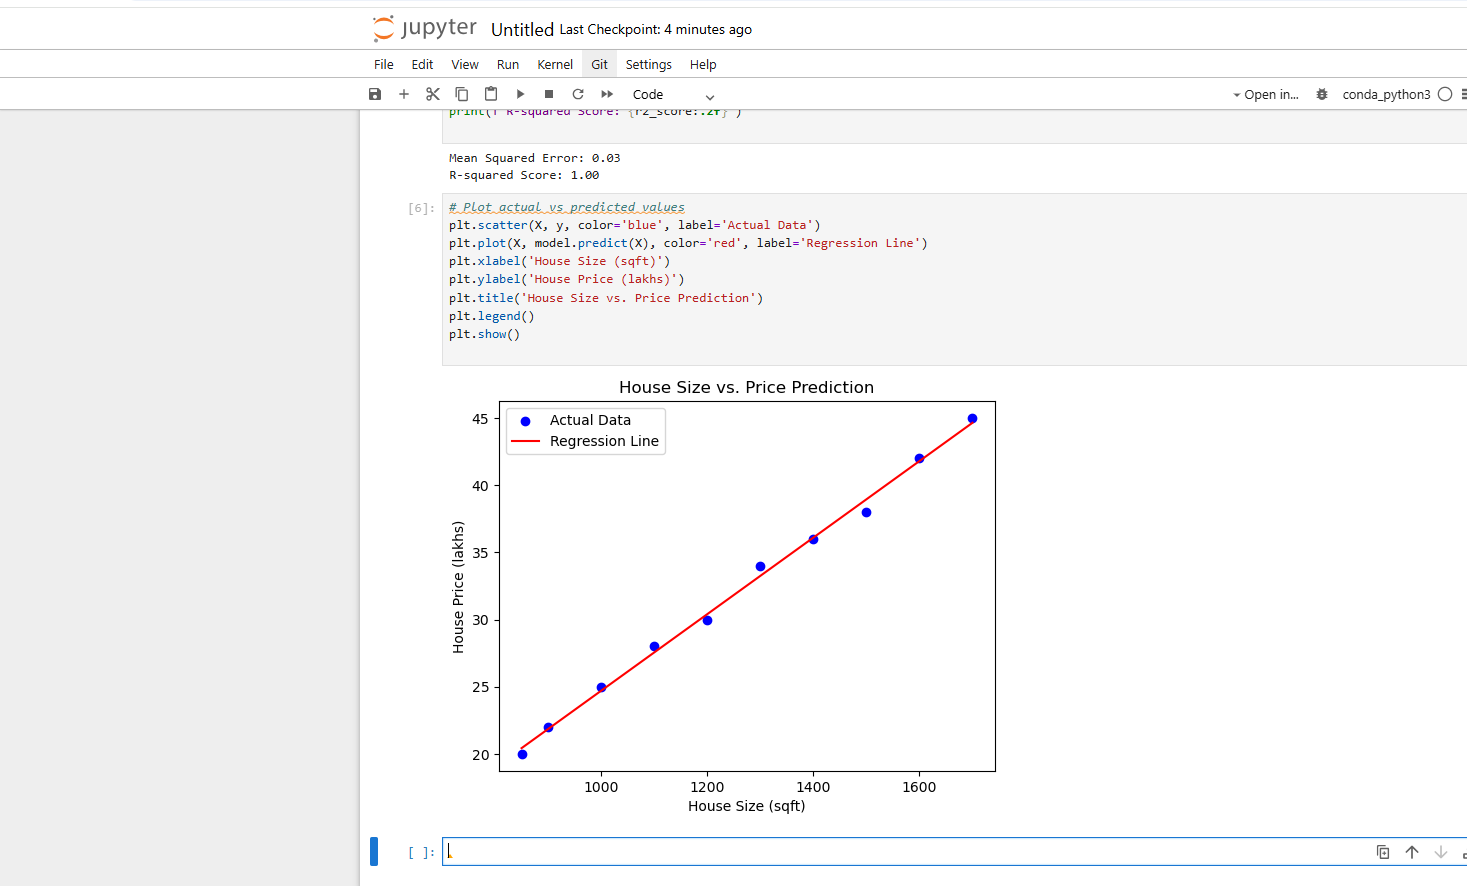 jupyter Untitled Last Checkpoint: 4 minutes ago
File Edit View Run Kernel Git Settings Help
Code Open in... conda_python3
print(f"R-squared Score: {r2_score:.2f}")
Mean Squared Error: 0.03
R-squared Score: 1.00
[6]:
# Plot actual vs predicted values
plt.scatter(X, y, color='blue', label='Actual Data')
plt.plot(X, model.predict(X), color='red', label='Regression Line')
plt.xlabel('House Size (sqft)')
plt.ylabel('House Price (lakhs)')
plt.title('House Size vs. Price Prediction')
plt.legend()
plt.show()
House Size vs. Price Prediction
Actual Data
Regression Line
House Price (lakhs)
45
40
35
30
25
20
1000 1200 1400 1600
House Size (sqft)
[ ]: